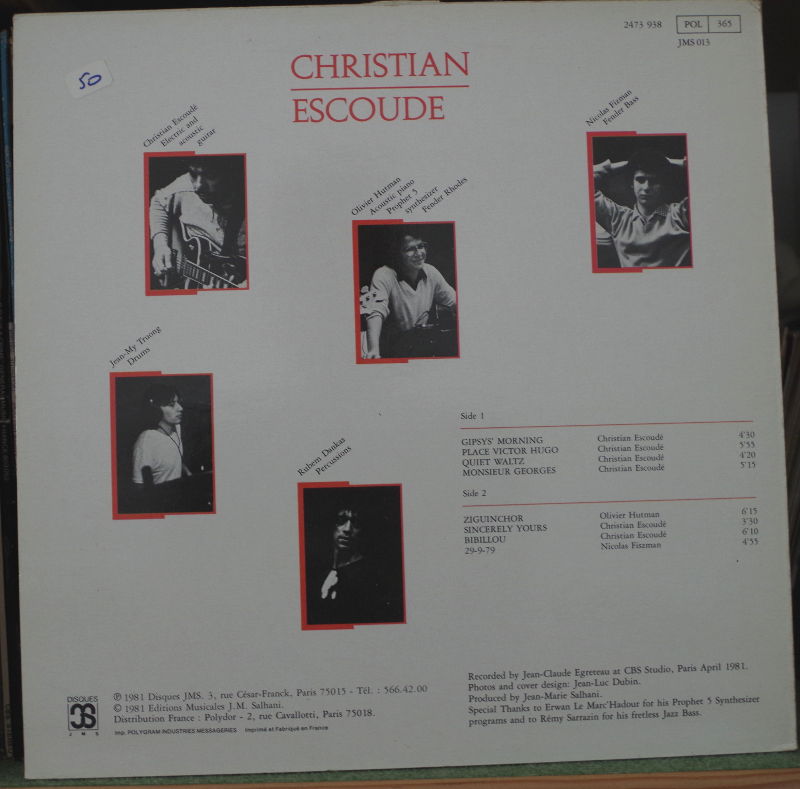 2473 938
POL 365
JMS 013
50
CHRISTIAN
ESCOUDE
Christian Escoudé
Electric and
acoustic
guitar
Nicolas Fizman
Fender Bass
Olivier Hutman
Acoustic piano
Prophet 5
synthesizer
Fender Rhodes
Jean-My Truong
Drums
Rubem Dankas
Percussions
Side 1
GIPSYS' MORNING Christian Escoudé 4'30
PLACE VICTOR HUGO Christian Escoudé 5'55
QUIET WALTZ Christian Escoudé 4'20
MONSIEUR GEORGES Christian Escoudé 5'15
Side 2
ZIGUINCHOR Olivier Hutman 6'15
SINCERELY YOURS Christian Escoudé 3'30
BIBILLOU Christian Escoudé 6'10
29-9-79 Nicolas Fiszman 4'55
Recorded by Jean-Claude Egreteau at CBS Studio, Paris April 1981.
Photos and cover design: Jean-Luc Dubin.
Produced by Jean-Marie Salhani.
Special Thanks to Erwan Le Marc'Hadour for his Prophet 5 Synthesizer
programs and to Rémy Sarrazin for his fretless Jazz Bass.
DISQUES
JMS
℗ 1981 Disques JMS. 3, rue César-Franck, Paris 75015 - Tél. : 566.42.00
© 1981 Editions Musicales J.M. Salhani.
Distribution France : Polydor - 2, rue Cavallotti, Paris 75018.
Imp. POLYGRAM INDUSTRIES MESSAGERIES Imprimé et Fabriqué en France